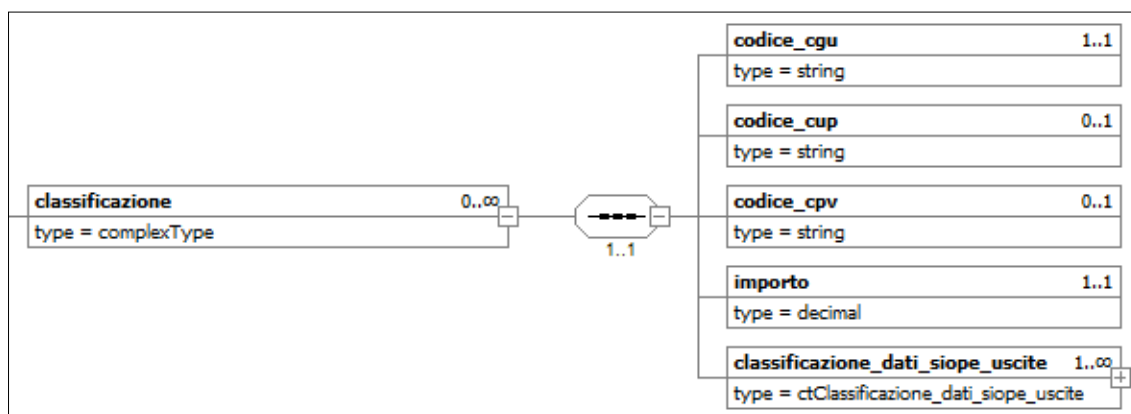 codice_cgu 1..1
type = string
codice_cup 0..1
type = string
classificazione 0..∞
type = complexType
1..1
codice_cpv 0..1
type = string
importo 1..1
type = decimal
classificazione_dati_siope_uscite 1..∞
type = ctClassificazione_dati_siope_uscite